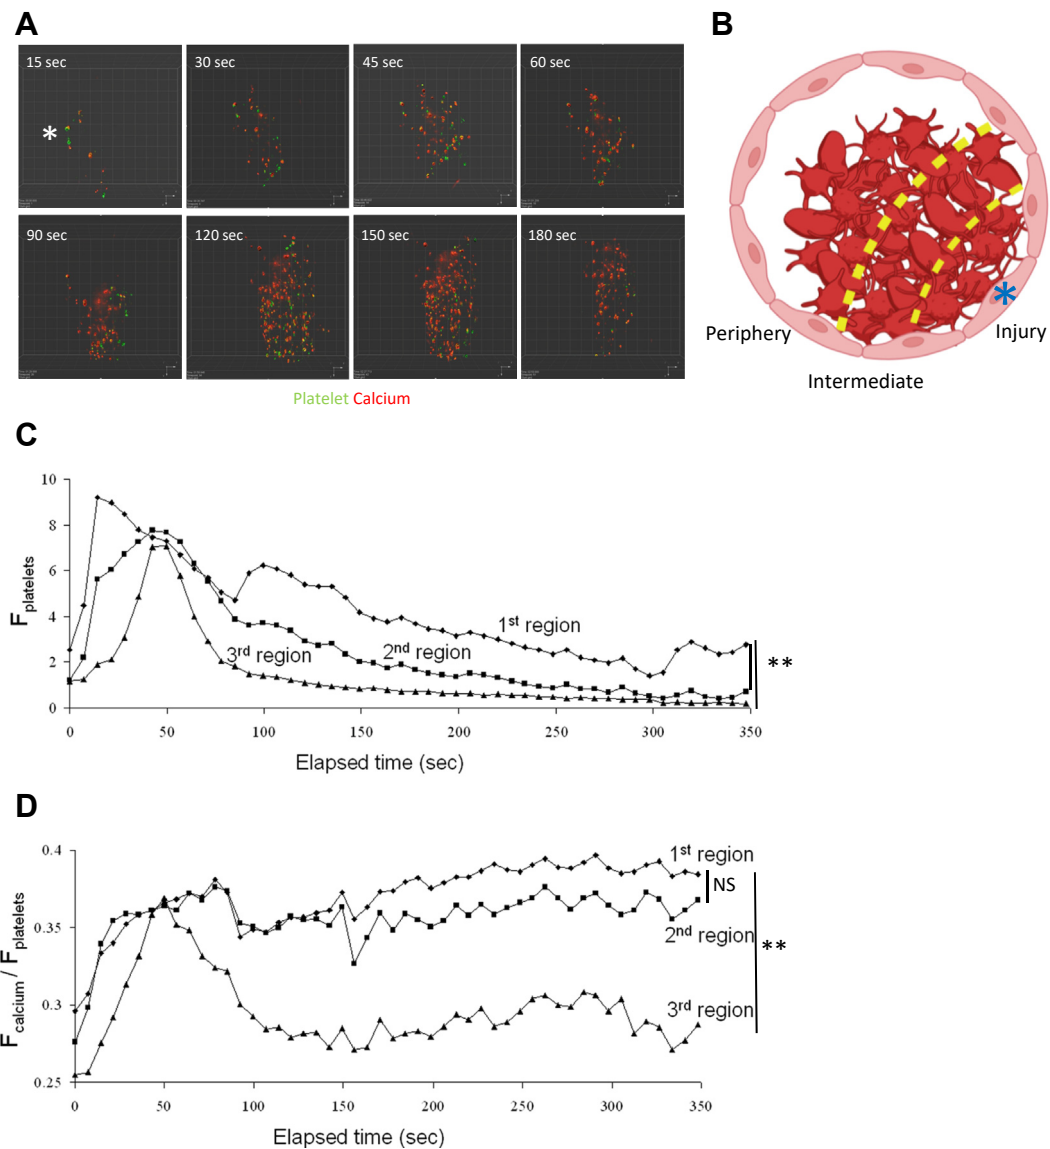 A
B
15 sec
30 sec
45 sec
60 sec
*
90 sec
120 sec
150 sec
180 sec
*
Periphery
Injury
Intermediate
Platelet Calcium
C
10
8
6
4
2
0
F platelets
1st region
2nd region
3rd region
**
0 50 100 150 200 250 300 350
Elapsed time (sec)
D
0.4
0.35
0.3
0.25
F calcium / F platelets
1st region
NS
2nd region
**
3rd region
0 50 100 150 200 250 300 350
Elapsed time (sec)